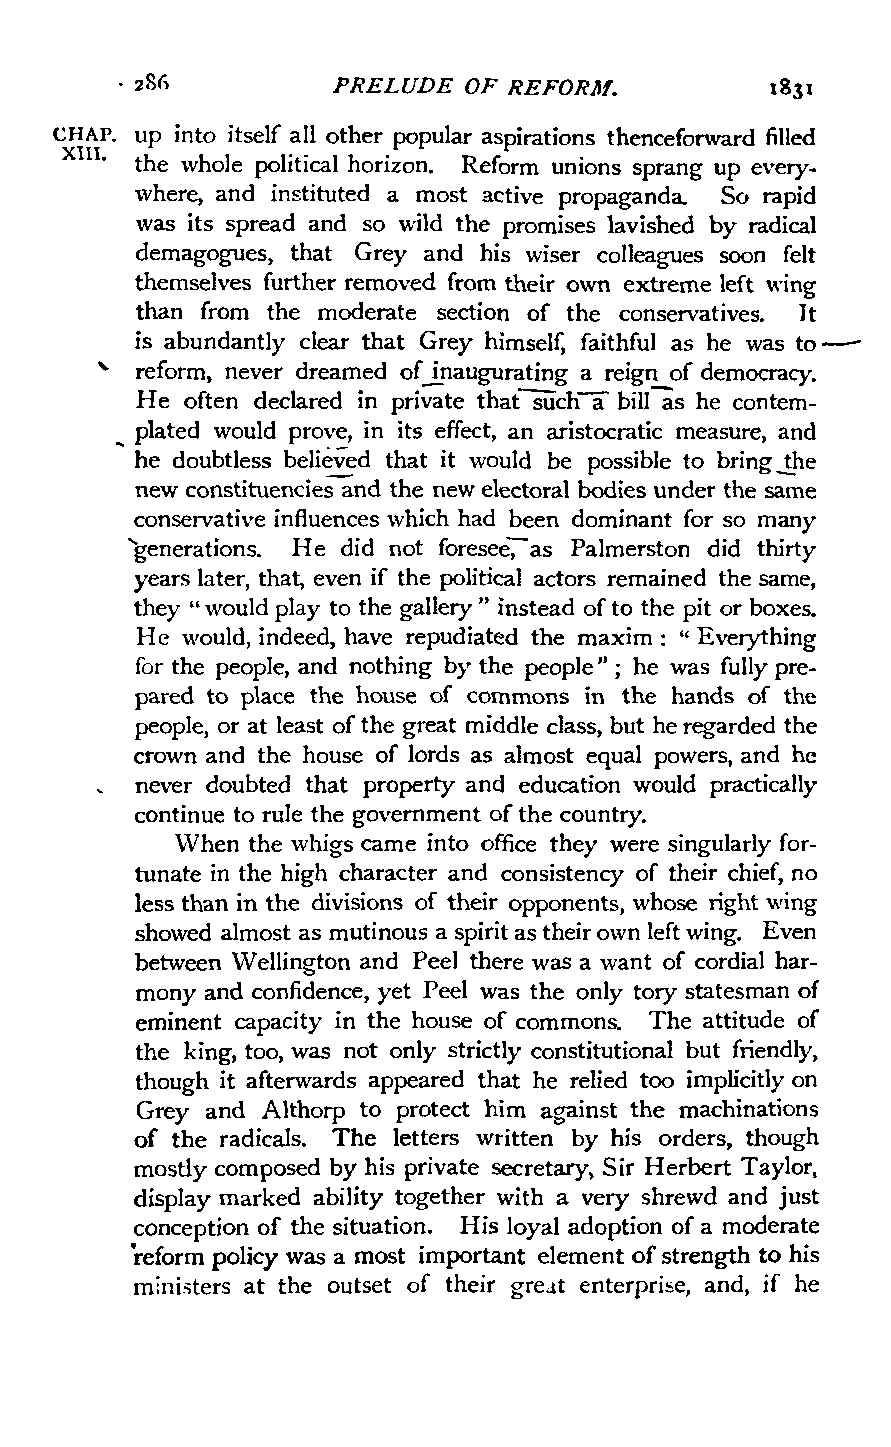 286 PRELUDE OF REFORM. 1831
CHAP. XIII.
up into itself all other popular aspirations thenceforward filled
the whole political horizon. Reform unions sprang up every-
where, and instituted a most active propaganda. So rapid
was its spread and so wild the promises lavished by radical
demagogues, that Grey and his wiser colleagues soon felt
themselves further removed from their own extreme left wing
than from the moderate section of the conservatives. It
is abundantly clear that Grey himself, faithful as he was to
reform, never dreamed of inaugurating a reign of democracy.
He often declared in private that such a bill as he contem-
plated would prove, in its effect, an aristocratic measure, and
he doubtless believed that it would be possible to bring the
new constituencies and the new electoral bodies under the same
conservative influences which had been dominant for so many
generations. He did not foresee, as Palmerston did thirty
years later, that, even if the political actors remained the same,
they "would play to the gallery" instead of to the pit or boxes.
He would, indeed, have repudiated the maxim: "Everything
for the people, and nothing by the people"; he was fully pre-
pared to place the house of commons in the hands of the
people, or at least of the great middle class, but he regarded the
crown and the house of lords as almost equal powers, and he
never doubted that property and education would practically
continue to rule the government of the country.
When the whigs came into office they were singularly for-
tunate in the high character and consistency of their chief, no
less than in the divisions of their opponents, whose right wing
showed almost as mutinous a spirit as their own left wing. Even
between Wellington and Peel there was a want of cordial har-
mony and confidence, yet Peel was the only tory statesman of
eminent capacity in the house of commons. The attitude of
the king, too, was not only strictly constitutional but friendly,
though it afterwards appeared that he relied too implicitly on
Grey and Althorp to protect him against the machinations
of the radicals. The letters written by his orders, though
mostly composed by his private secretary, Sir Herbert Taylor,
display marked ability together with a very shrewd and just
conception of the situation. His loyal adoption of a moderate
reform policy was a most important element of strength to his
ministers at the outset of their great enterprise, and, if he